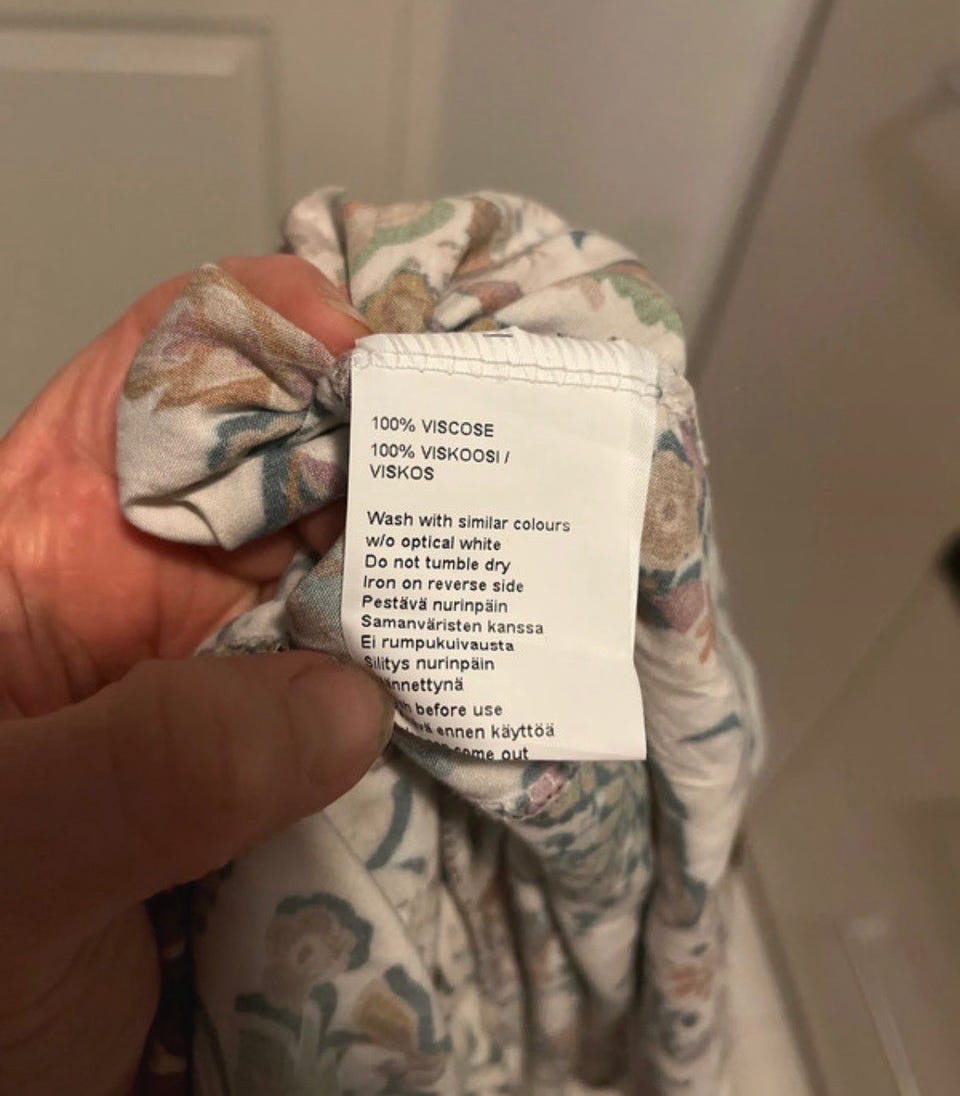 100% VISCOSE
100% VISKOOSI /
VISKOS
Wash with similar colours
w/o optical white
Do not tumble dry
Iron on reverse side
Pestävä nurinpäin
Samanväristen kanssa
Ei rumpukuivausta
Silitys nurinpäin
before use
ennen käyttöä
out